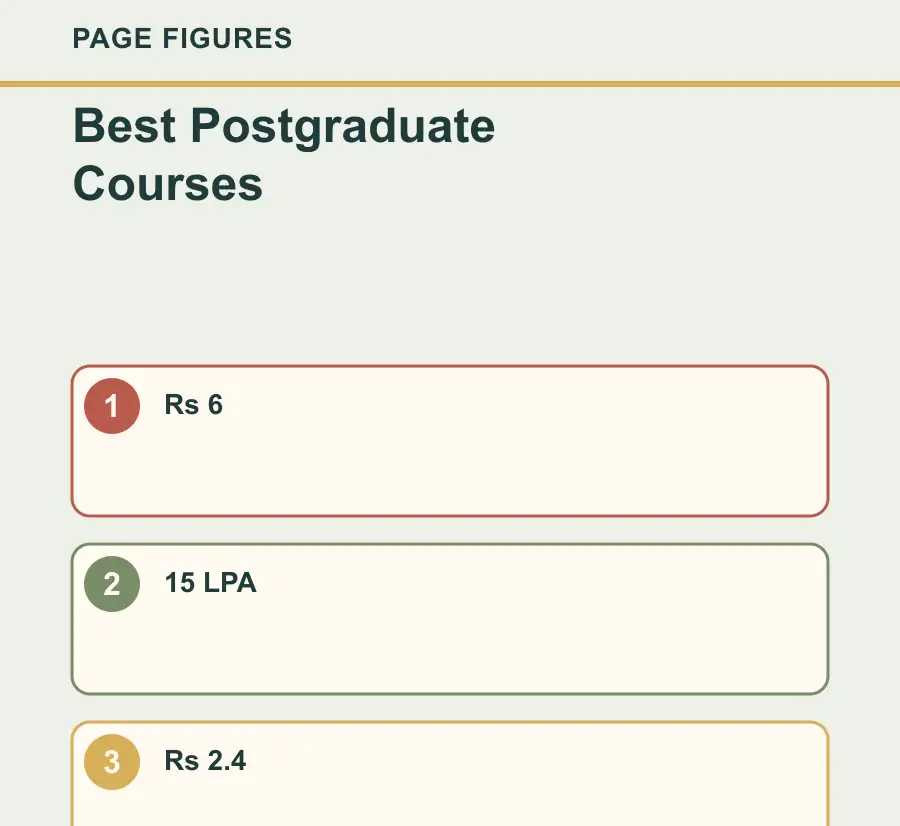 PAGE FIGURES
Best Postgraduate
Courses
1 Rs 6
2 15 LPA
3 Rs 2.4